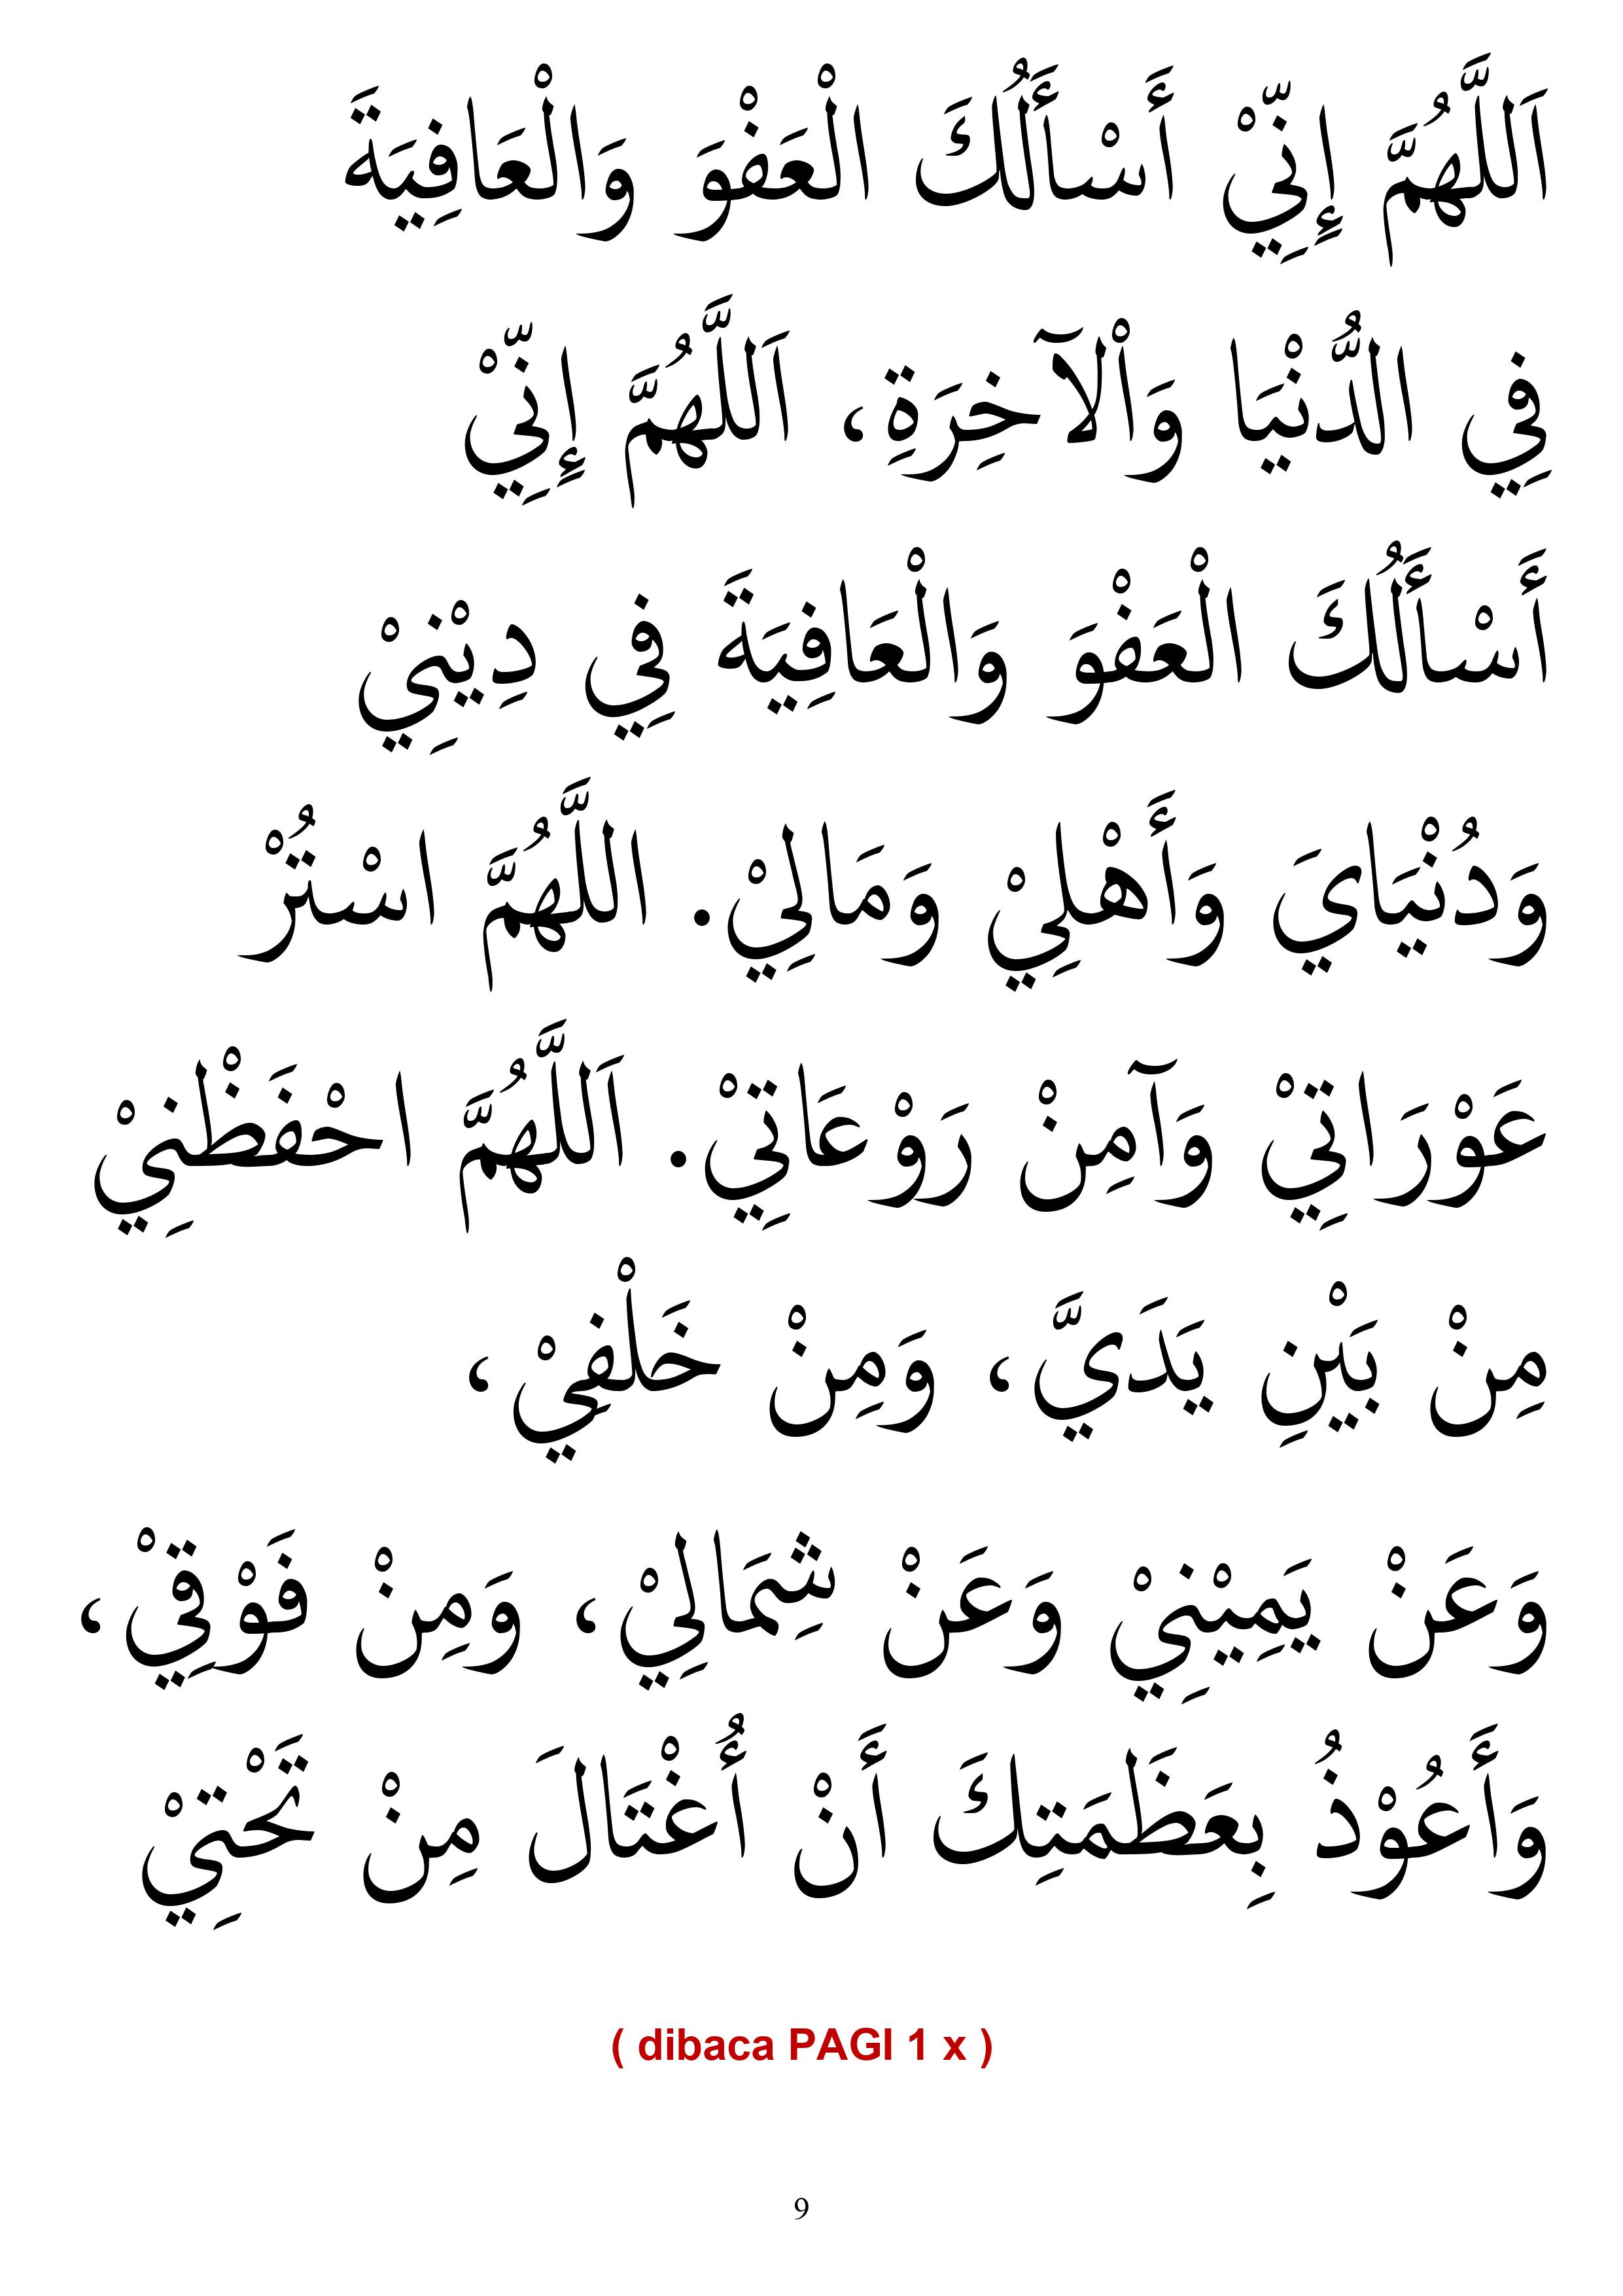 اَللَّهُمَّ إِنِّيْ أَسْأَلُكَ الْعَفْوَ وَالْعَافِيَةَ
فِي الدُّنْيَا وَاْلآخِرَةِ، اَللَّهُمَّ إِنِّيْ
أَسْأَلُكَ الْعَفْوَ وَالْعَافِيَةَ فِي دِيْنِيْ
وَدُنْيَايَ وَأَهْلِيْ وَمَالِيْ. اللَّهُمَّ اسْتُرْ
عَوْرَاتِيْ وَآمِنْ رَوْعَاتِيْ. اَللَّهُمَّ احْفَظْنِيْ
مِنْ بَيْنِ يَدَيَّ، وَمِنْ خَلْفِيْ،
وَعَنْ يَمِيْنِيْ وَعَنْ شِمَالِيْ، وَمِنْ فَوْقِيْ،
وَأَعُوْذُ بِعَظَمَتِكَ أَنْ أُغْتَالَ مِنْ تَحْتِيْ
( dibaca PAGI 1 x )
9